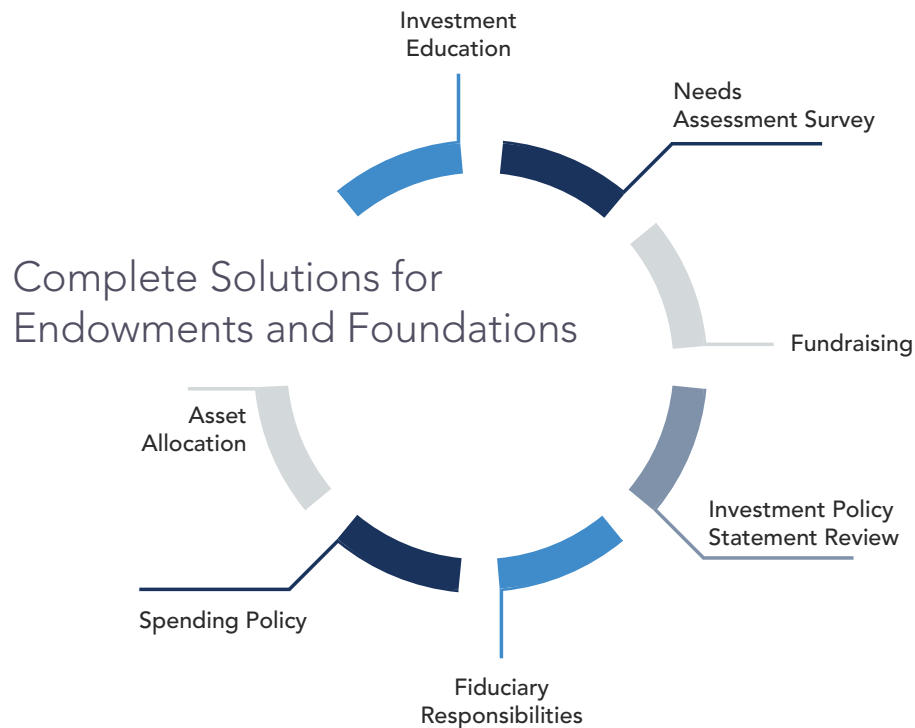 Investment
Education
Needs
Assessment Survey
Complete Solutions for
Endowments and Foundations
Fundraising
Asset
Allocation
Investment Policy
Statement Review
Spending Policy
Fiduciary
Responsibilities